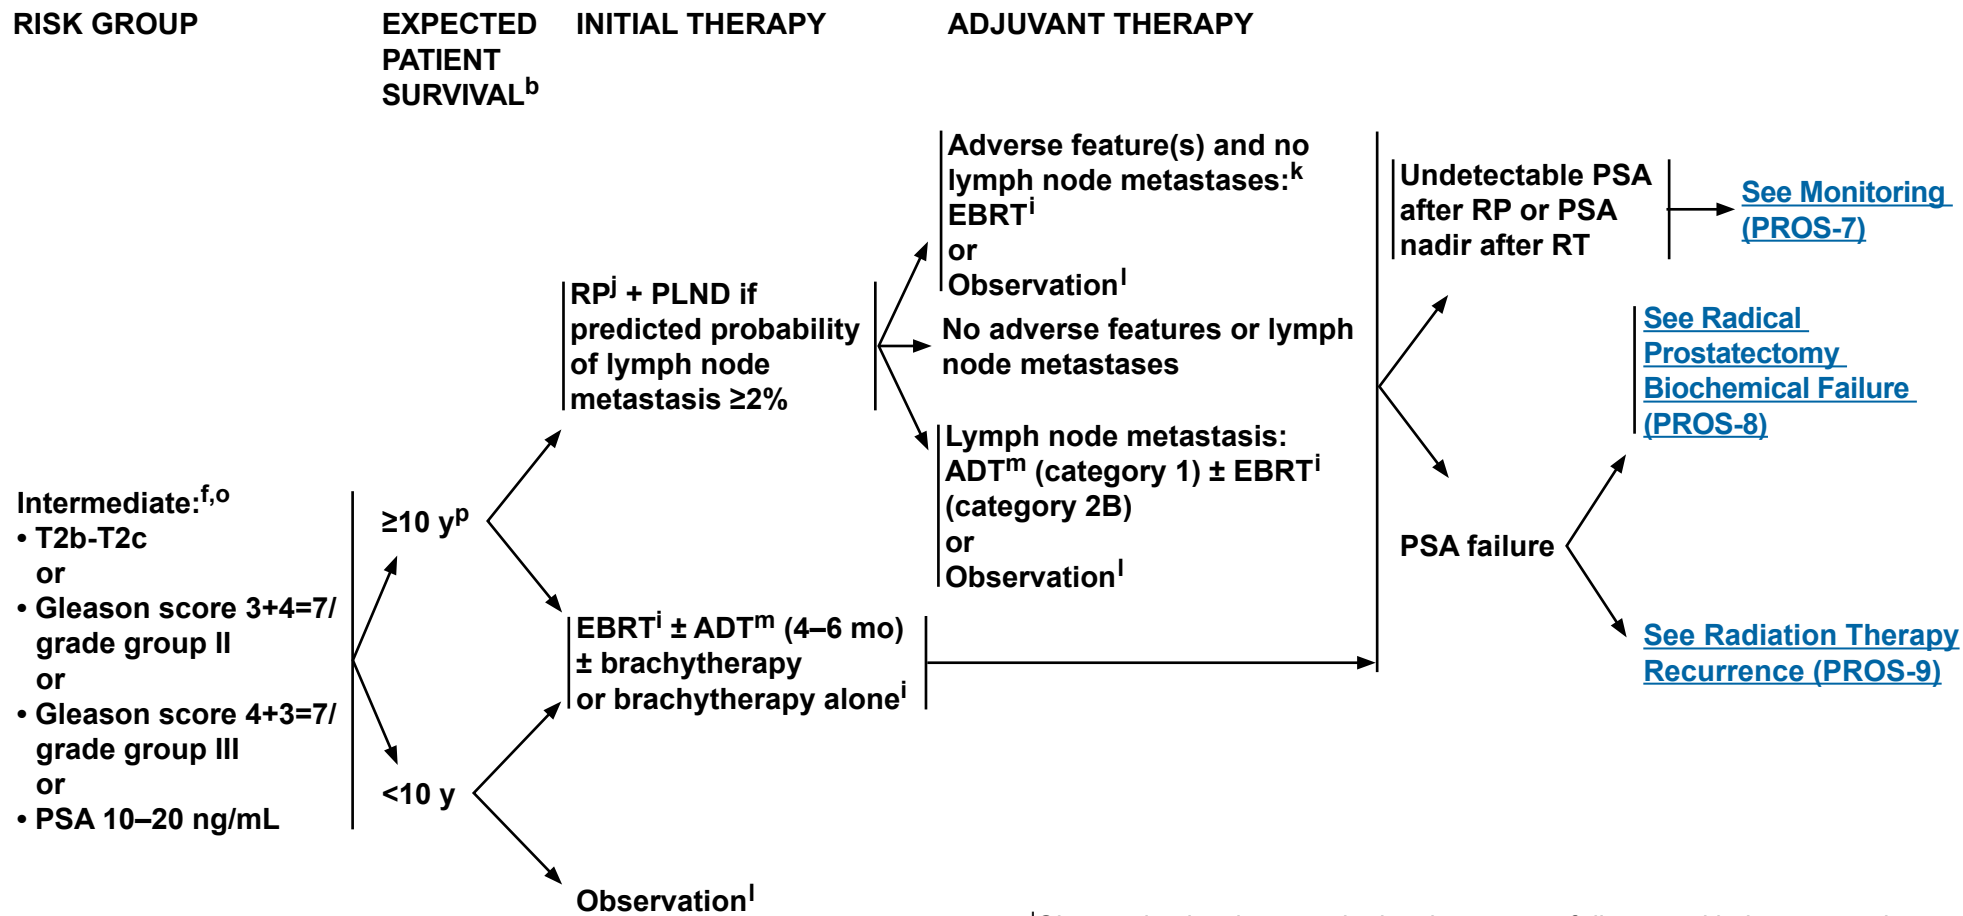 RISK GROUP
EXPECTED
PATIENT
SURVIVALb
INITIAL THERAPY
ADJUVANT THERAPY
Intermediate:f,o
• T2b-T2c
or
• Gleason score 3+4=7/
grade group II
or
• Gleason score 4+3=7/
grade group III
or
• PSA 10–20 ng/mL
≥10 yp
<10 y
RPj + PLND if
predicted probability
of lymph node
metastasis ≥2%
EBRTi ± ADTm (4–6 mo)
± brachytherapy
or brachytherapy alonei
Observationl
Adverse feature(s) and no
lymph node metastases:k
EBRTi
or
Observationl
No adverse features or lymph
node metastases
Lymph node metastasis:
ADTm (category 1) ± EBRTi
(category 2B)
or
Observationl
Undetectable PSA
after RP or PSA
nadir after RT
See Monitoring
(PROS-7)
PSA failure
See Radical
Prostatectomy
Biochemical Failure
(PROS-8)
See Radiation Therapy
Recurrence (PROS-9)